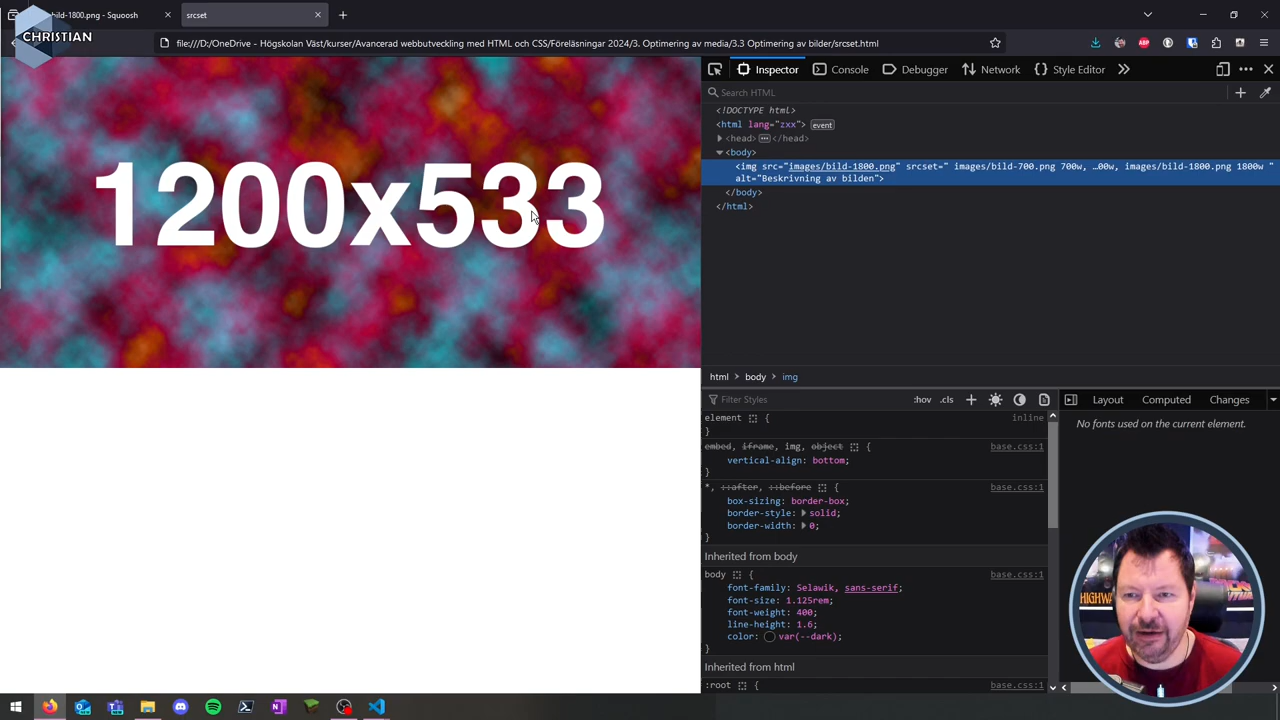 bild-1800.png - Squoosh
srcset
CHRISTIAN
file:///D:/OneDrive - Högskolan Väst/kurser/Avancerad webbutveckling med HTML och CSS/Föreläsningar 2024/3. Optimering av media/3.3 Optimering av bilder/srcset.html
Inspector
Console
Debugger
Network
Style Editor
Search HTML
<!DOCTYPE html>
<html lang="zxx"> event
<head> ••• </head>
<body>
<img src="images/bild-1800.png" srcset=" images/bild-700.png 700w, …00w, images/bild-1800.png 1800w "
alt="Beskrivning av bilden">
</body>
</html>
1200x533
html > body > img
Filter Styles
:hov .cls
Layout
Computed
Changes
element {
inline
}
embed, iframe, img, object {
base.css:1
vertical-align: bottom;
}
*, ::after, ::before {
base.css:1
box-sizing: border-box;
border-style: solid;
border-width: 0;
}
Inherited from body
body {
base.css:1
font-family: Selawik, sans-serif;
font-size: 1.125rem;
font-weight: 400;
line-height: 1.6;
color: var(--dark);
}
Inherited from html
:root {
base.css:1
No fonts used on the current element.